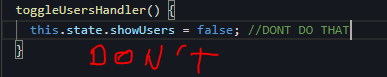 toggleUsersHandler() {
this.state.showUsers = false; //DONT DO THAT
}
DON'T